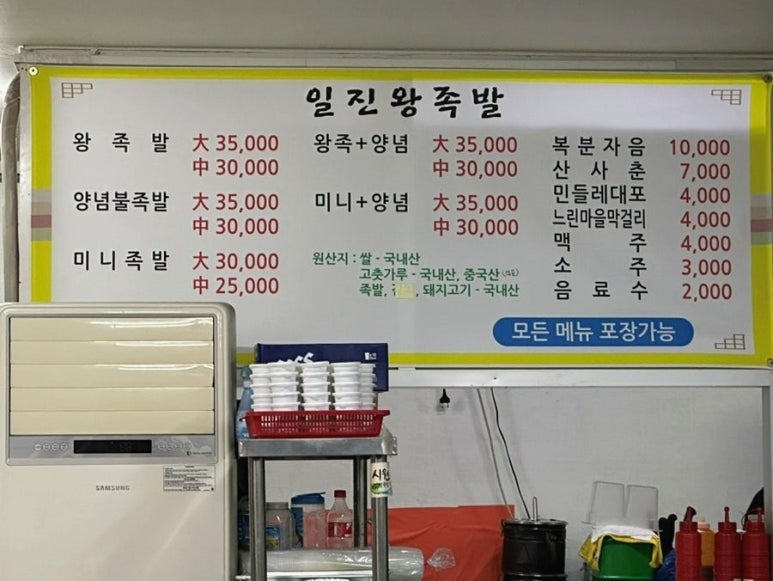 일진왕족발
왕 족 발 大 35,000
中 30,000
양념불족발 大 35,000
中 30,000
미 니 족 발 大 30,000
中 25,000
왕족+양념 大 35,000
中 30,000
미니+양념 大 35,000
中 30,000
원산지 : 쌀 - 국내산
고춧가루 - 국내산, 중국산
족발, , 돼지고기 - 국내산
복 분 자 음 10,000
산 사 춘 7,000
민들레대포 4,000
느린마을막걸리 4,000
맥 주 4,000
소 주 3,000
음 료 수 2,000
모든 메뉴 포장가능
SAMSUNG
시원